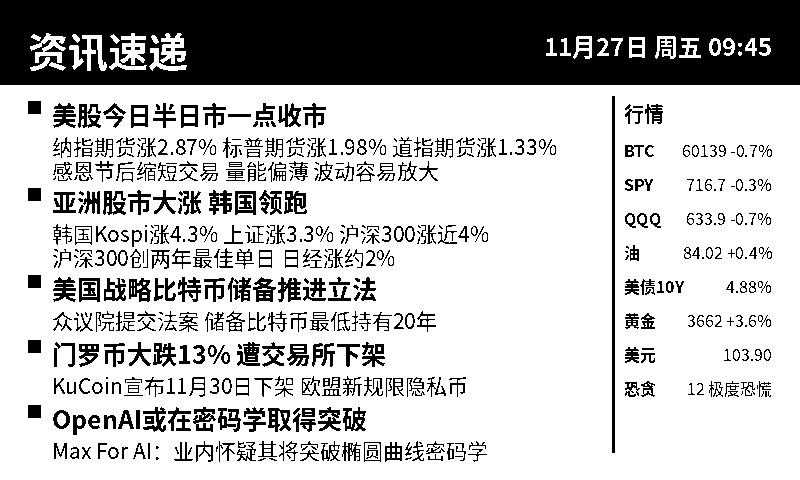 资讯速递
11月27日 周五 09:45
美股今日半日市一点收市
纳指期货涨2.87% 标普期货涨1.98% 道指期货涨1.33%
感恩节后缩短交易 量能偏薄 波动容易放大
亚洲股市大涨 韩国领跑
韩国Kospi涨4.3% 上证涨3.3% 沪深300涨近4%
沪深300创两年最佳单日 日经涨约2%
美国战略比特币储备推进立法
众议院提交法案 储备比特币最低持有20年
门罗币大跌13% 遭交易所下架
KuCoin宣布11月30日下架 欧盟新规限隐私币
OpenAI或在密码学取得突破
Max For AI：业内怀疑其将突破椭圆曲线密码学
行情
BTC 60139 -0.7%
SPY 716.7 -0.3%
QQQ 633.9 -0.7%
油 84.02 +0.4%
美债10Y 4.88%
黄金 3662 +3.6%
美元 103.90
恐贪 12 极度恐慌